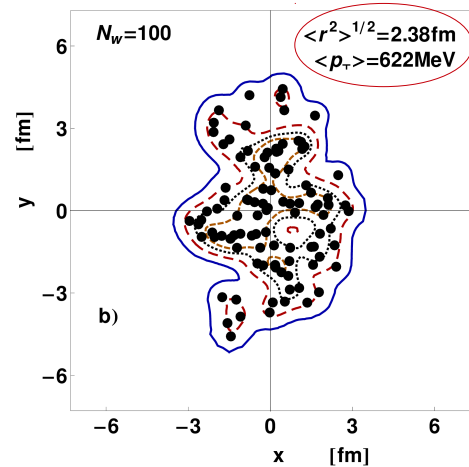 N_w=100
<r²>^1/2=2.38fm
<p_T>=622MeV
6
3
0
−3
−6
[fm]
y
b)
−6 −3 0 3 6
x [fm]